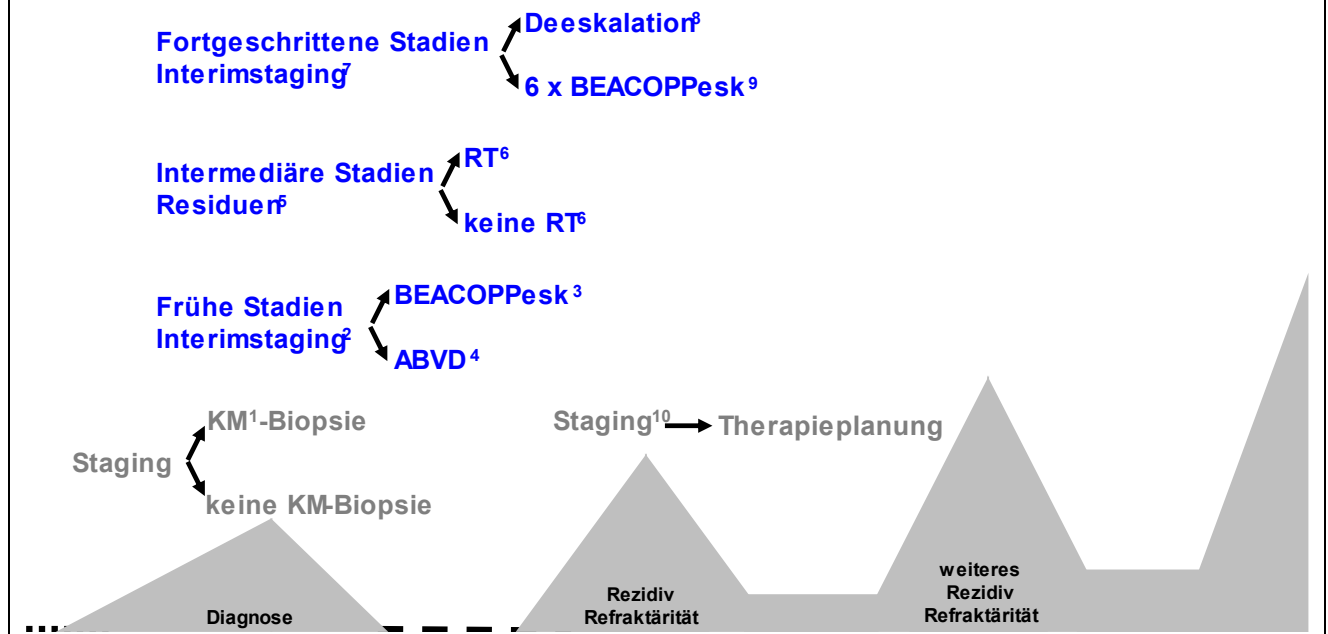 Fortgeschrittene Stadien
Interimstaging⁷
Deeskalation⁸
6 x BEACOPPesk ⁹
Intermediäre Stadien
Residuen⁵
RT⁶
keine RT⁶
Frühe Stadien
Interimstaging²
BEACOPPesk ³
ABVD ⁴
Staging
KM¹-Biopsie
keine KM-Biopsie
Staging¹⁰
Therapieplanung
Diagnose
Rezidiv
Refraktärität
weiteres
Rezidiv
Refraktärität